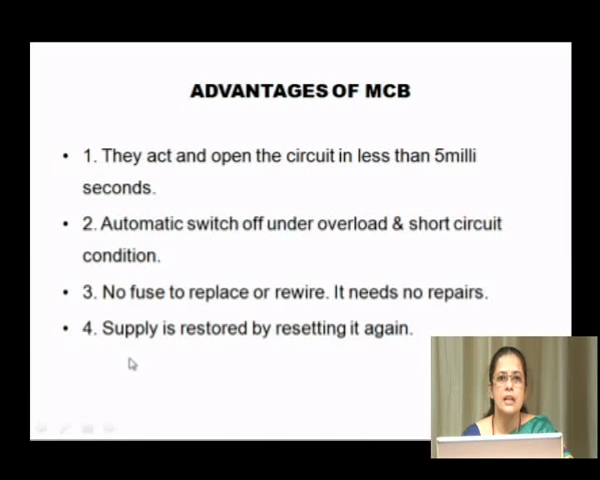 ADVANTAGES OF MCB
• 1. They act and open the circuit in less than 5milli
seconds.
• 2. Automatic switch off under overload & short circuit
condition.
• 3. No fuse to replace or rewire. It needs no repairs.
• 4. Supply is restored by resetting it again.